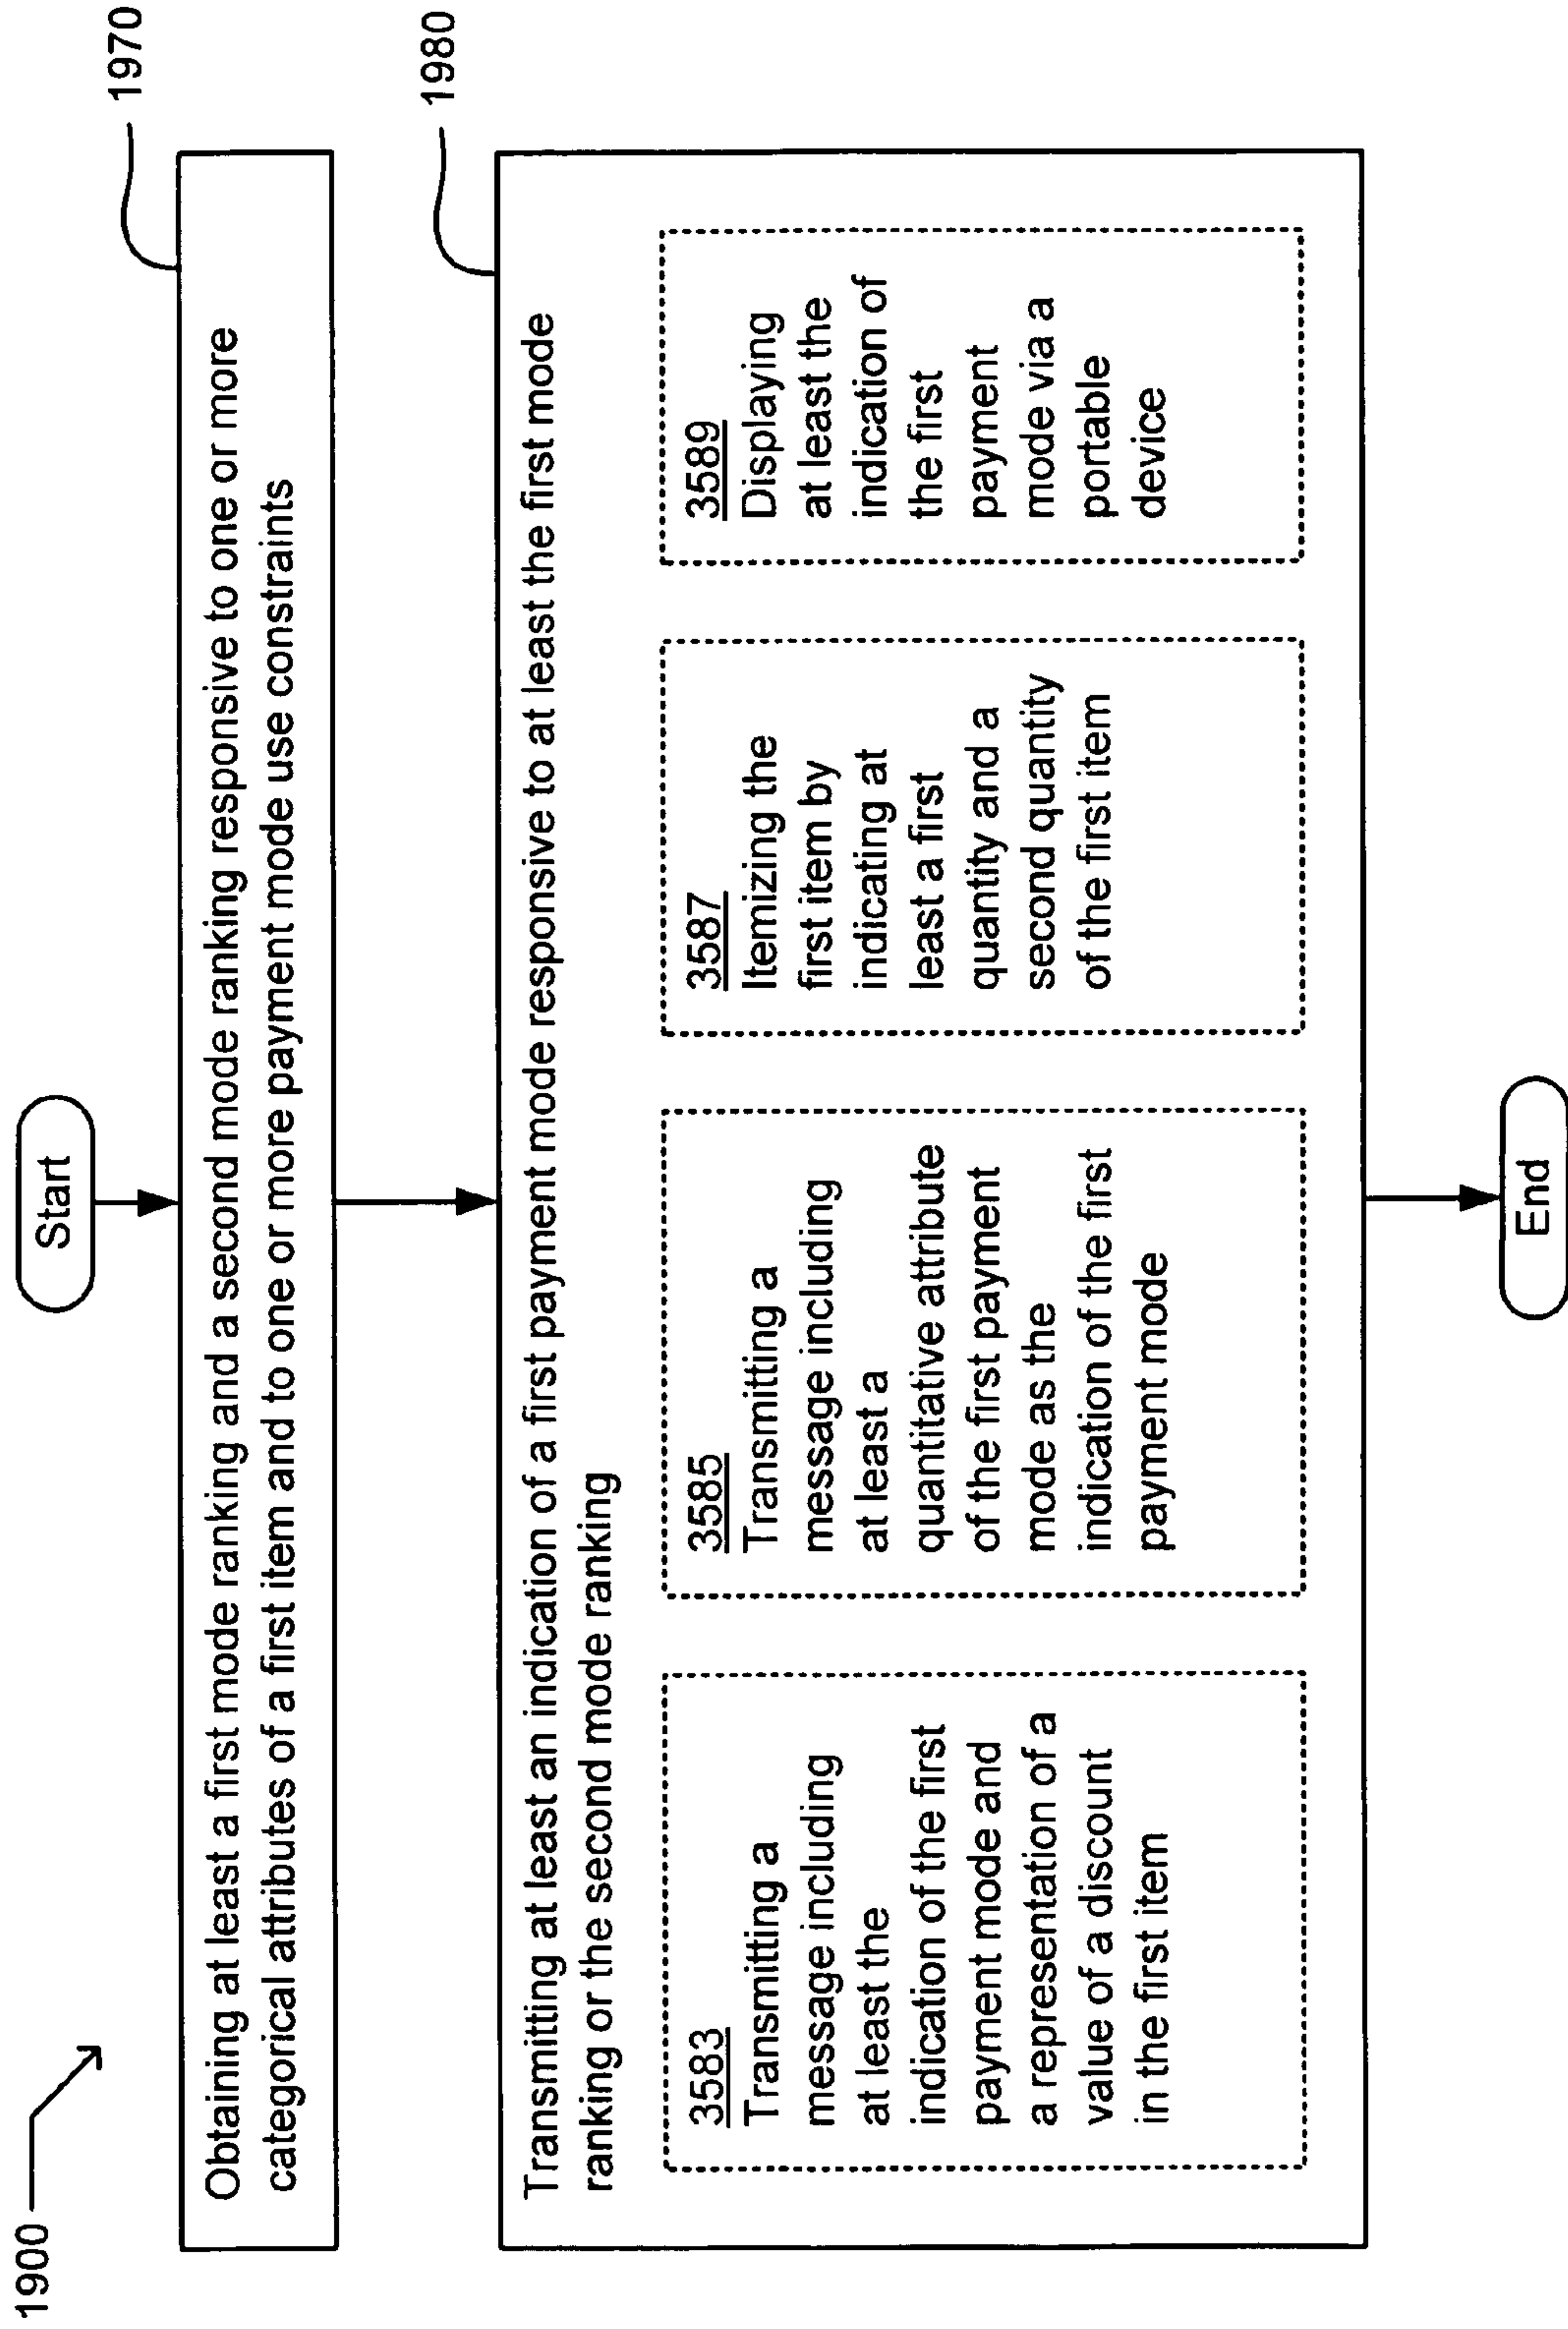 1900
Start
1970
Obtaining at least a first mode ranking and a second mode ranking responsive to one or more
categorical attributes of a first item and to one or more payment mode use constraints
1980
Transmitting at least an indication of a first payment mode responsive to at least the first mode
ranking or the second mode ranking
3583
Transmitting a
message including
at least the
indication of the first
payment mode and
a representation of a
value of a discount
in the first item
3585
Transmitting a
message including
at least a
quantitative attribute
of the first payment
mode as the
indication of the first
payment mode
3587
Itemizing the
first item by
indicating at
least a first
quantity and a
second quantity
of the first item
3589
Displaying
at least the
indication of
the first
payment
mode via a
portable
device
End